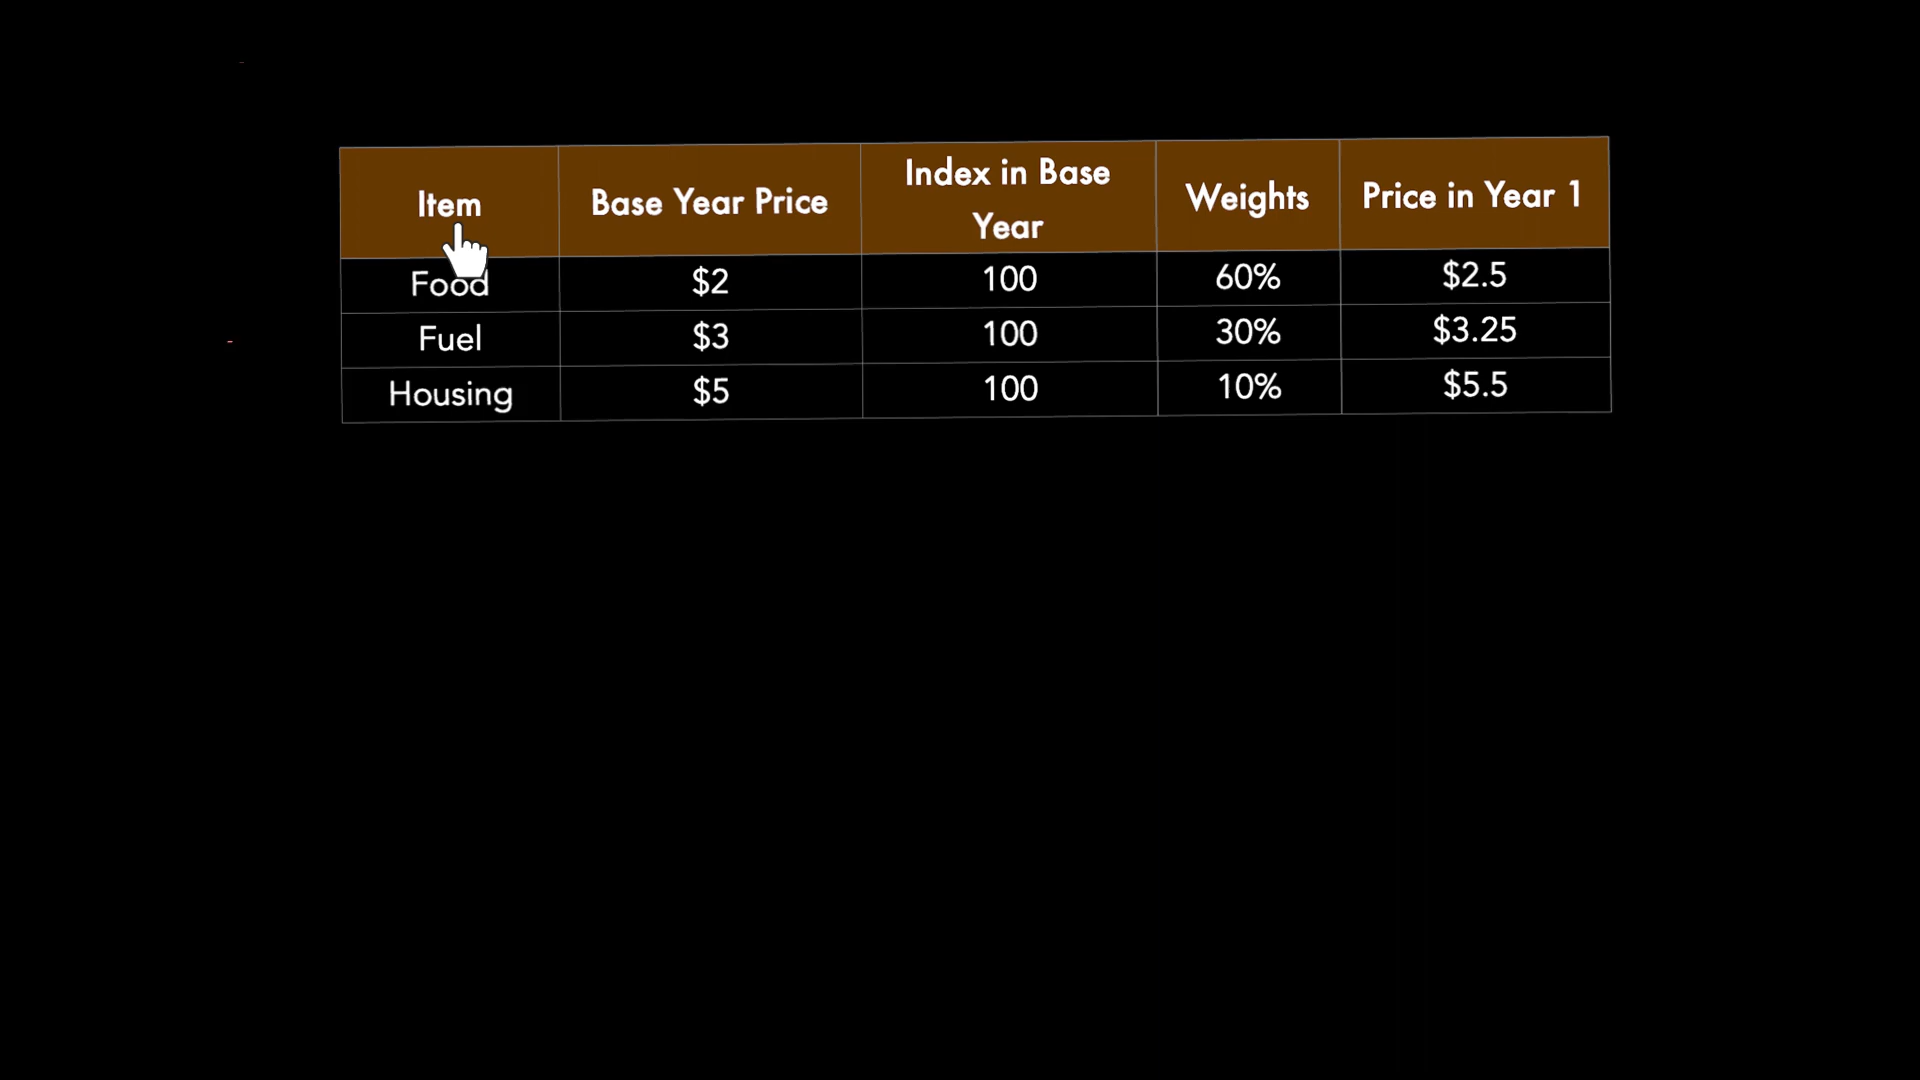 Item Base Year Price Index in Base Year Weights Price in Year 1
Food $2 100 60% $2.5
Fuel $3 100 30% $3.25
Housing $5 100 10% $5.5